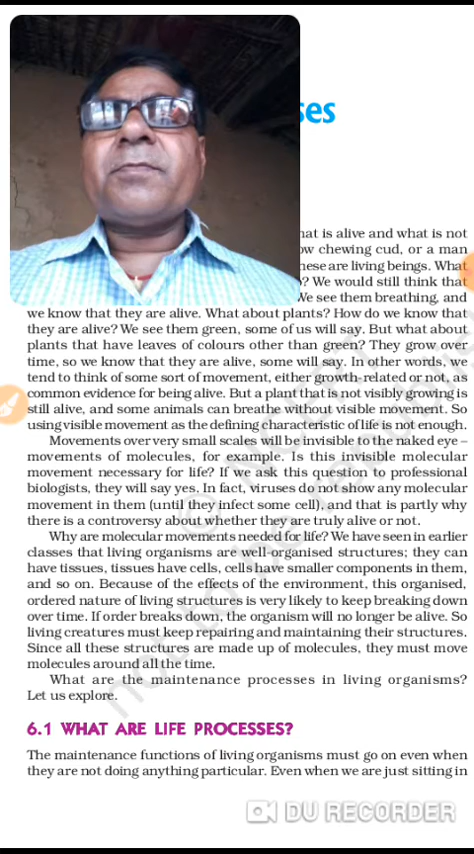 ses
hat is alive and what is not
ow chewing cud, or a man
hese are living beings. What
? We would still think that
We see them breathing, and
we know that they are alive. What about plants? How do we know that
they are alive? We see them green, some of us will say. But what about
plants that have leaves of colours other than green? They grow over
time, so we know that they are alive, some will say. In other words, we
tend to think of some sort of movement, either growth-related or not, as
common evidence for being alive. But a plant that is not visibly growing is
still alive, and some animals can breathe without visible movement. So
using visible movement as the defining characteristic of life is not enough.
Movements over very small scales will be invisible to the naked eye –
movements of molecules, for example. Is this invisible molecular
movement necessary for life? If we ask this question to professional
biologists, they will say yes. In fact, viruses do not show any molecular
movement in them (until they infect some cell), and that is partly why
there is a controversy about whether they are truly alive or not.
Why are molecular movements needed for life? We have seen in earlier
classes that living organisms are well-organised structures; they can
have tissues, tissues have cells, cells have smaller components in them,
and so on. Because of the effects of the environment, this organised,
ordered nature of living structures is very likely to keep breaking down
over time. If order breaks down, the organism will no longer be alive. So
living creatures must keep repairing and maintaining their structures.
Since all these structures are made up of molecules, they must move
molecules around all the time.
What are the maintenance processes in living organisms?
Let us explore.
6.1 WHAT ARE LIFE PROCESSES?
The maintenance functions of living organisms must go on even when
they are not doing anything particular. Even when we are just sitting in
DU RECORDER